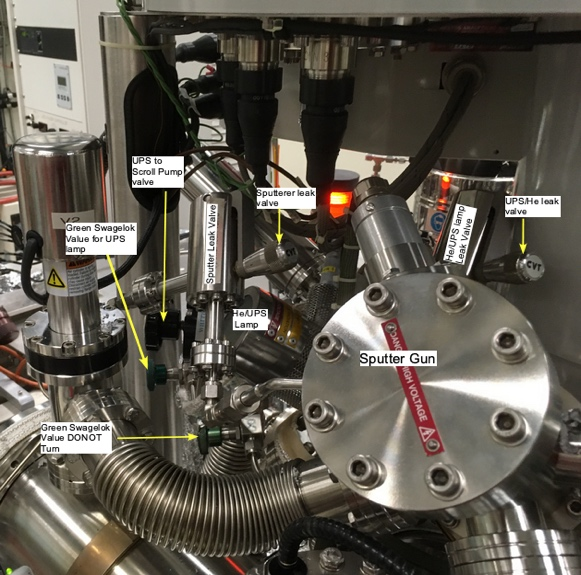 UPS to
Scroll Pump
valve
Sputterer leak
valve
UPS/He leak
valve
Green Swagelok
Value for UPS
lamp
Sputter Leak Valve
He/UPS lamp
Leak Valve
V2
CVT
He/UPS
Lamp
Sputter Gun
HIGH VOLTAGE
Green Swagelok
Value DONOT
Turn